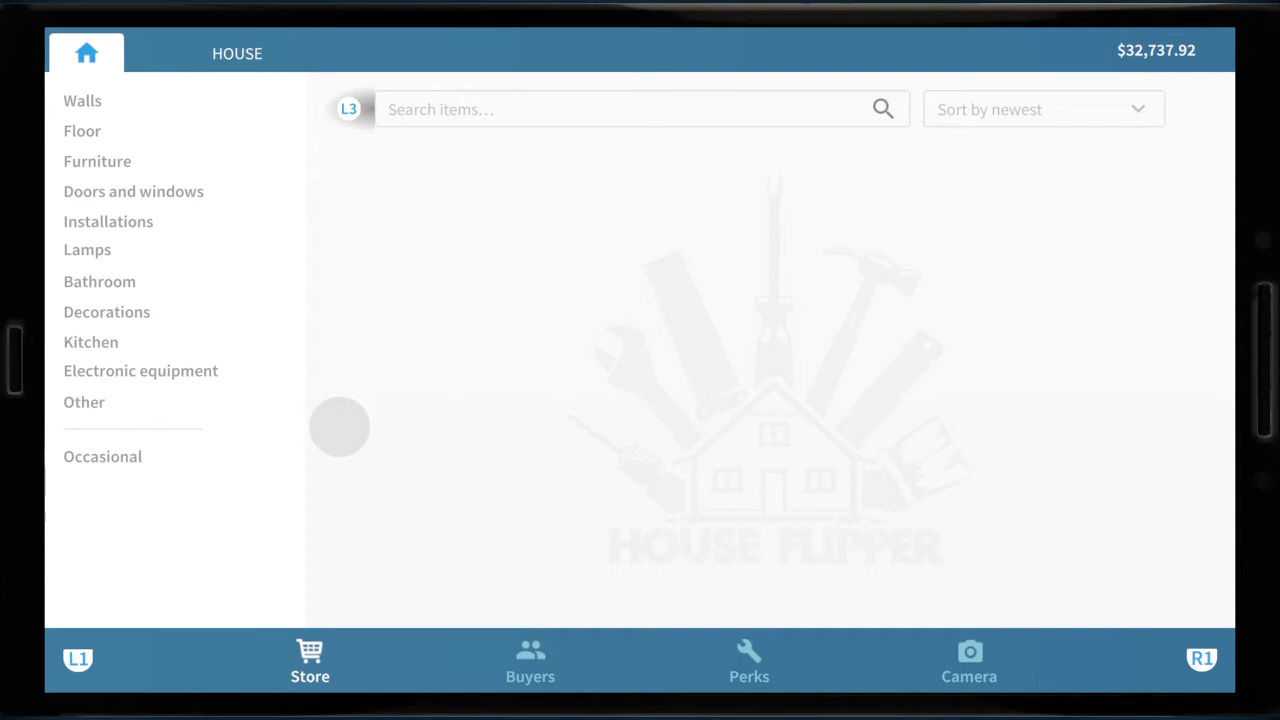 HOUSE
$32,737.92
Walls
Floor
Furniture
Doors and windows
Installations
Lamps
Bathroom
Decorations
Kitchen
Electronic equipment
Other
Occasional
L3
Search items...
Sort by newest
HOUSE FLIPPER
L1
Store
Buyers
Perks
Camera
R1